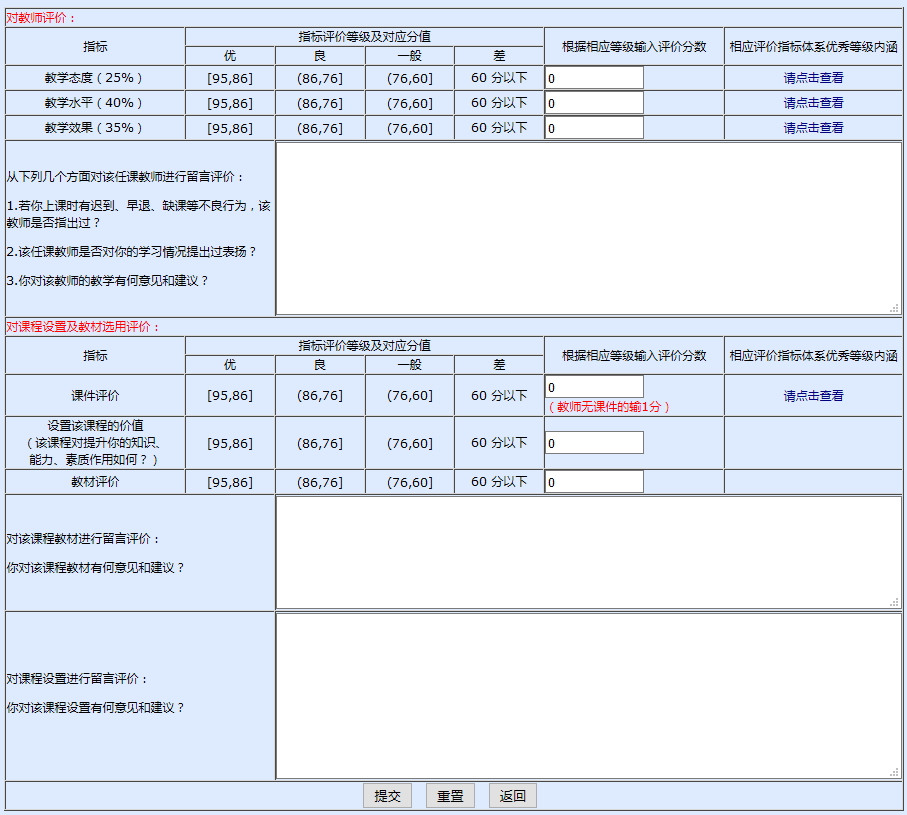 对教师评价：
指标 指标评价等级及对应分值 根据相应等级输入评价分数 相应评价指标体系优秀等级内涵
优 良 一般 差
教学态度（25%） [95,86] (86,76] (76,60] 60 分以下 0 请点击查看
教学水平（40%） [95,86] (86,76] (76,60] 60 分以下 0 请点击查看
教学效果（35%） [95,86] (86,76] (76,60] 60 分以下 0 请点击查看
从下列几个方面对该任课教师进行留言评价：
1.若你上课时有迟到、早退、缺课等不良行为，该
教师是否指出过？
2.该任课教师是否对你的学习情况提出过表扬？
3.你对该教师的教学有何意见和建议？
对课程设置及教材选用评价：
指标 指标评价等级及对应分值 根据相应等级输入评价分数 相应评价指标体系优秀等级内涵
优 良 一般 差
课件评价 [95,86] (86,76] (76,60] 60 分以下 0 请点击查看
（教师无课件的输1分）
设置该课程的价值
（该课程对提升你的知识、 [95,86] (86,76] (76,60] 60 分以下 0
能力、素质作用如何？）
教材评价 [95,86] (86,76] (76,60] 60 分以下 0
对该课程教材进行留言评价：
你对该课程教材有何意见和建议？
对课程设置进行留言评价：
你对该课程设置有何意见和建议？
提交 重置 返回